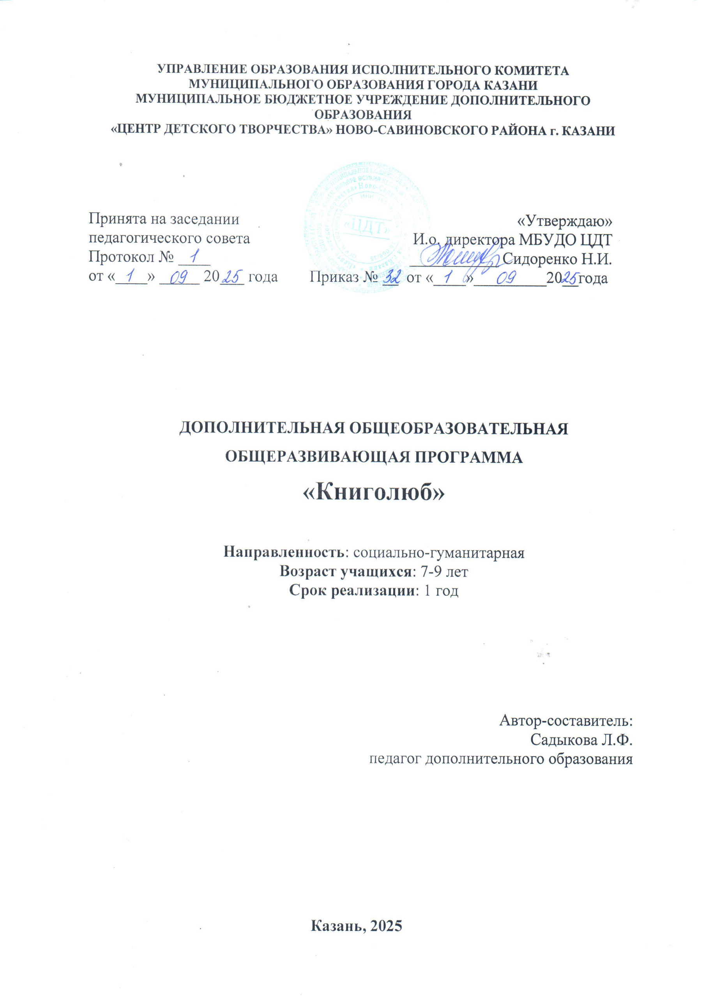 УПРАВЛЕНИЕ ОБРАЗОВАНИЯ ИСПОЛНИТЕЛЬНОГО КОМИТЕТА
МУНИЦИПАЛЬНОГО ОБРАЗОВАНИЯ ГОРОДА КАЗАНИ
МУНИЦИПАЛЬНОЕ БЮДЖЕТНОЕ УЧРЕЖДЕНИЕ ДОПОЛНИТЕЛЬНОГО
ОБРАЗОВАНИЯ
«ЦЕНТР ДЕТСКОГО ТВОРЧЕСТВА» НОВО-САВИНОВСКОГО РАЙОНА г. КАЗАНИ
«ЦДТ»
Принята на заседании
педагогического совета
Протокол № 1
от «1» 09 2025 года
«Утверждаю»
И.о. директора МБУДО ЦДТ
Сидоренко Н.И.
Приказ № 32 от «1» 09 2025года
ДОПОЛНИТЕЛЬНАЯ ОБЩЕОБРАЗОВАТЕЛЬНАЯ
ОБЩЕРАЗВИВАЮЩАЯ ПРОГРАММА
«Книголюб»
Направленность: социально-гуманитарная
Возраст учащихся: 7-9 лет
Срок реализации: 1 год
Автор-составитель:
Садыкова Л.Ф.
педагог дополнительного образования
Казань, 2025